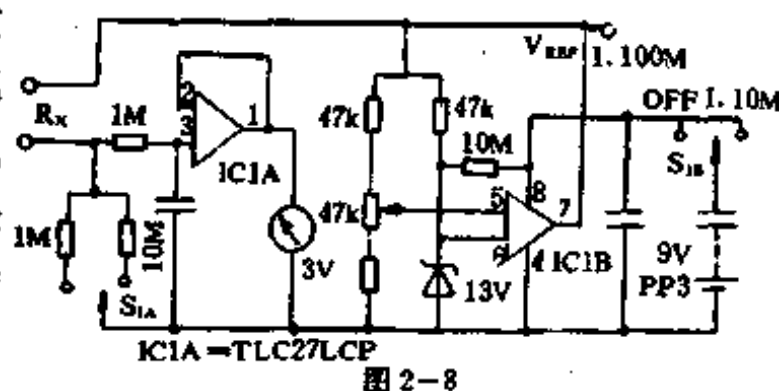 V_REF
1. 100M
R_X
1M
2
3
1
IC1A
47k
47k
10M
OFF 1. 10M
S_1B
8
5
6
7
4
IC1B
47k
1M
10M
S_1A
3V
13V
9V
PP3
IC1A=TLC27LCP
图 2-8